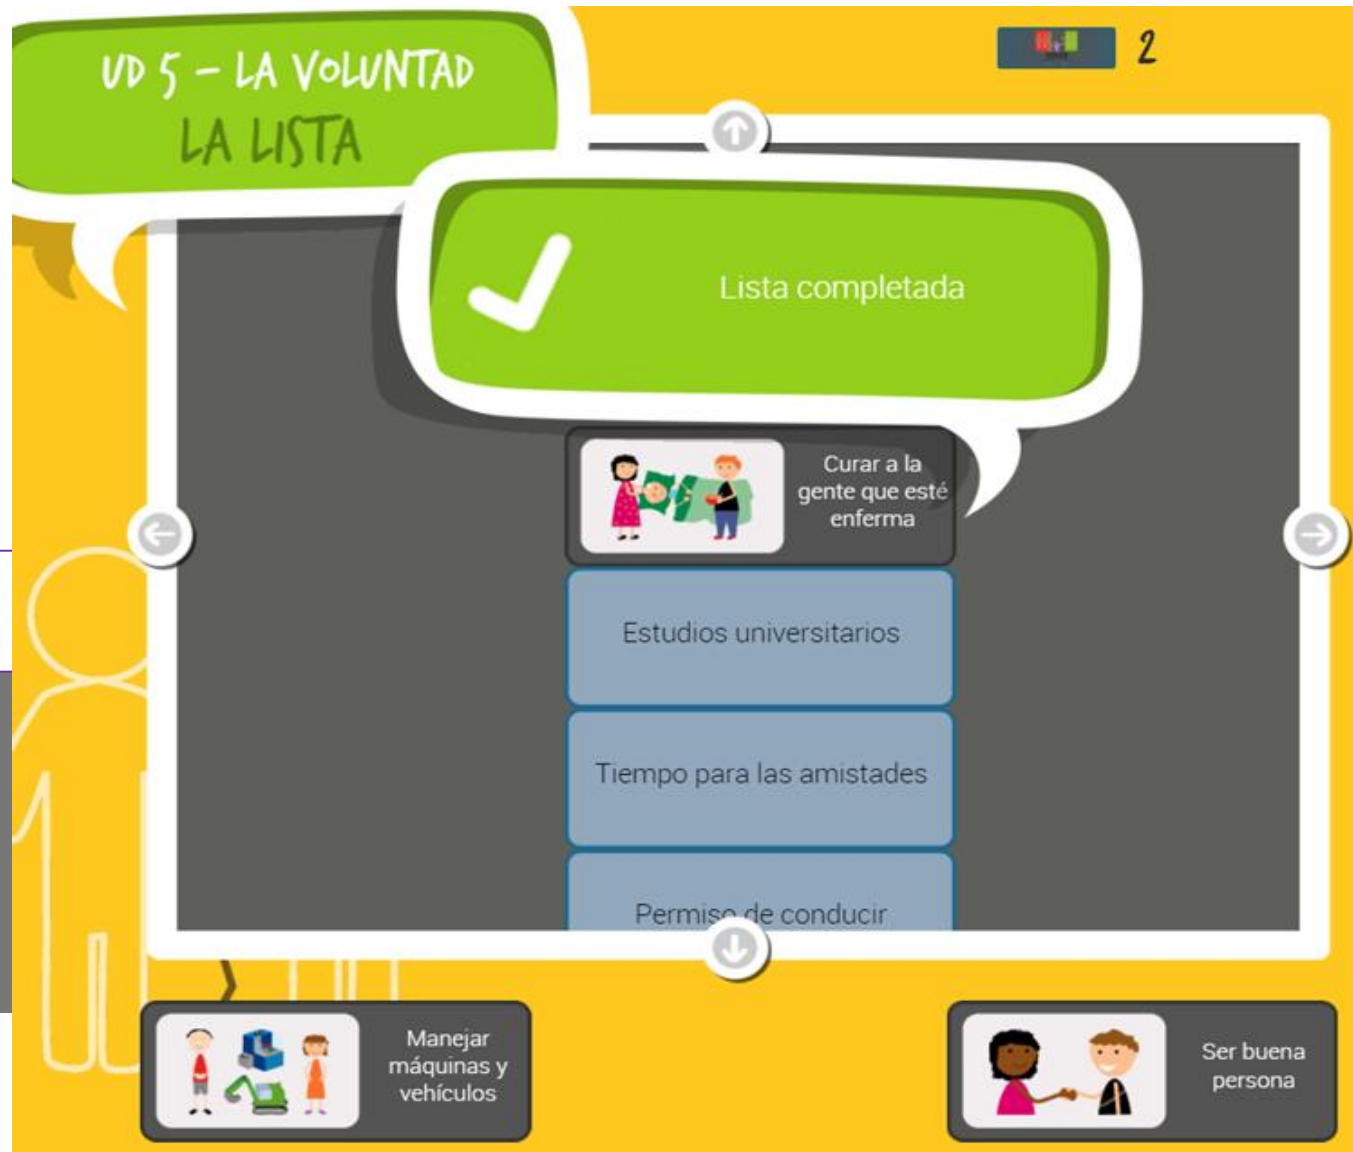 UD 5 - LA VOLUNTAD
LA LISTA
2
Lista completada
Curar a la
gente que esté
enferma
Estudios universitarios
Tiempo para las amistades
Permiso de conducir
Manejar
máquinas y
vehículos
Ser buena
persona